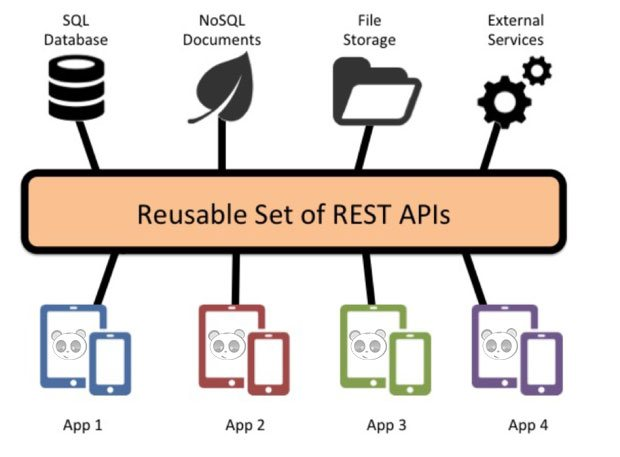 SQL
Database
NoSQL
Documents
File
Storage
External
Services
Reusable Set of REST APIs
App 1
App 2
App 3
App 4